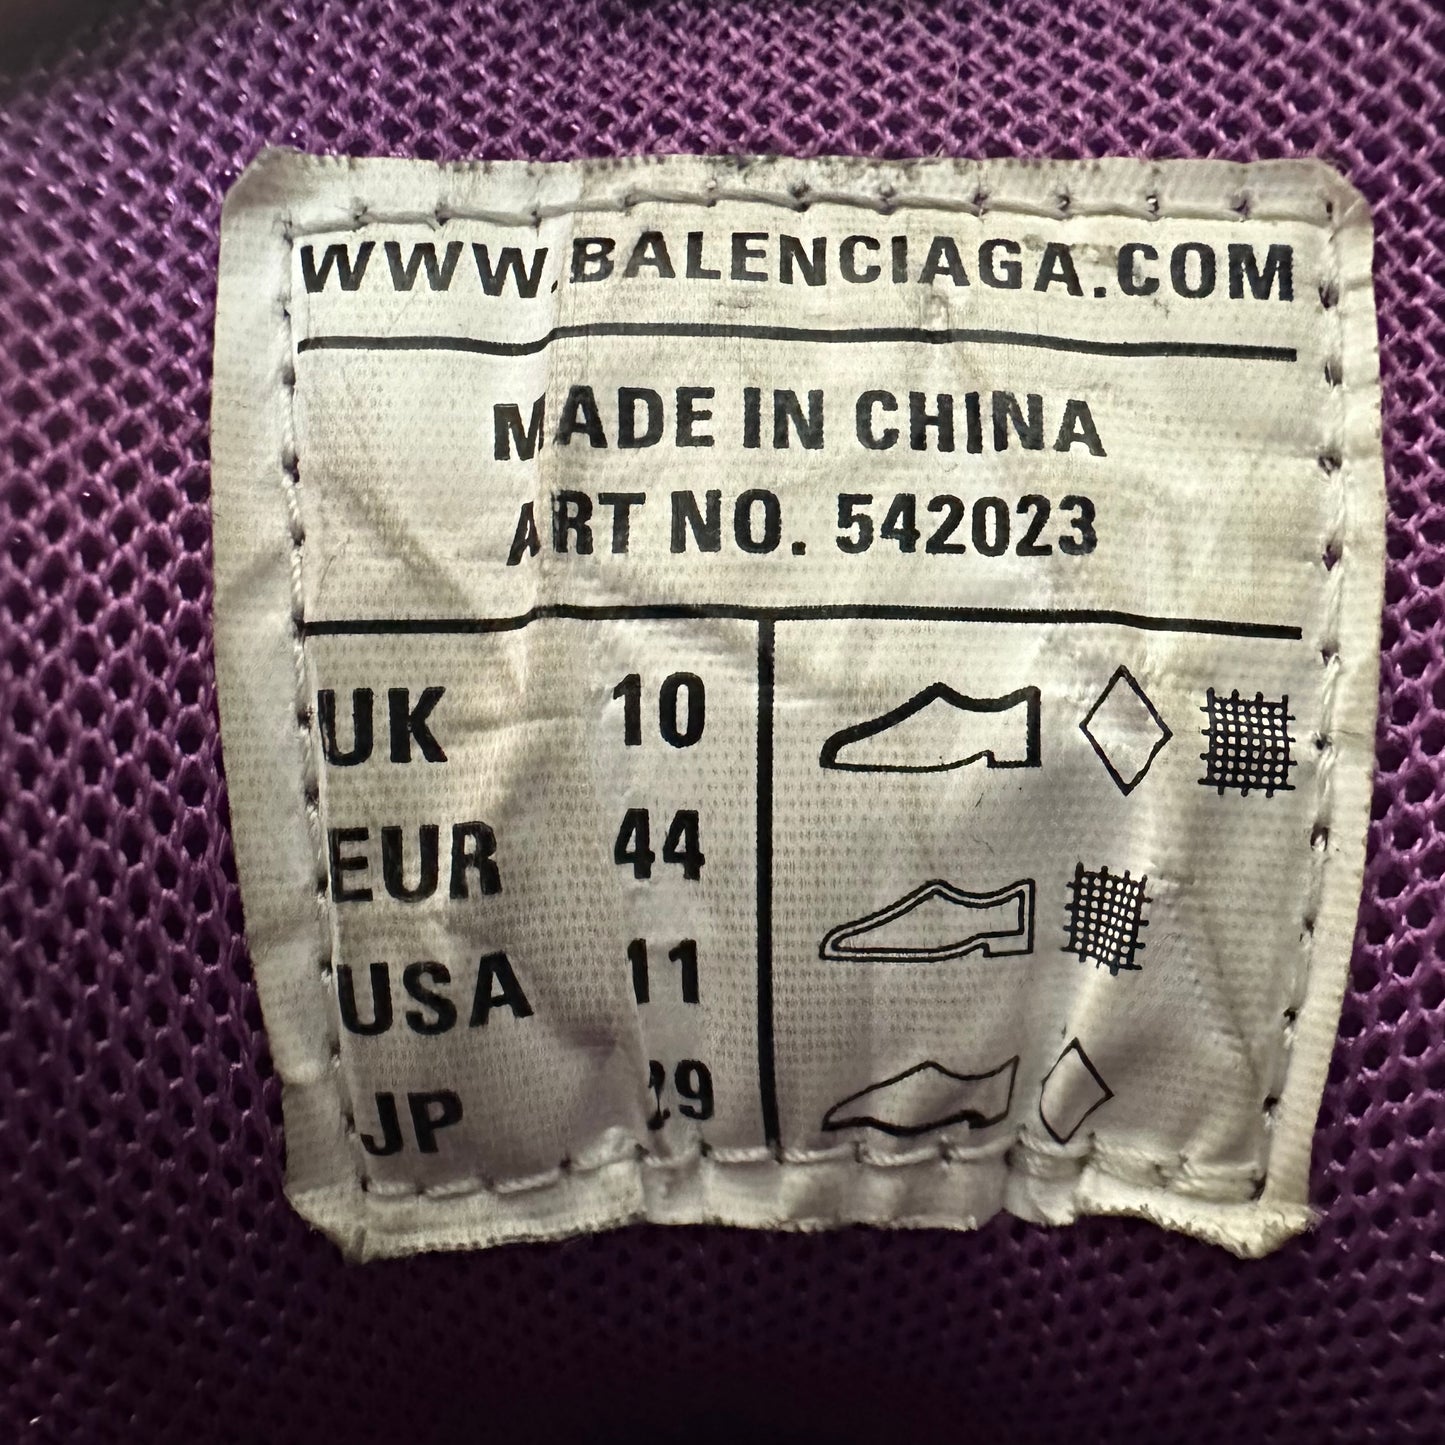 WWW.BALENCIAGA.COM
MADE IN CHINA
ART NO. 542023
UK 10
EUR 44
USA 11
JP 29